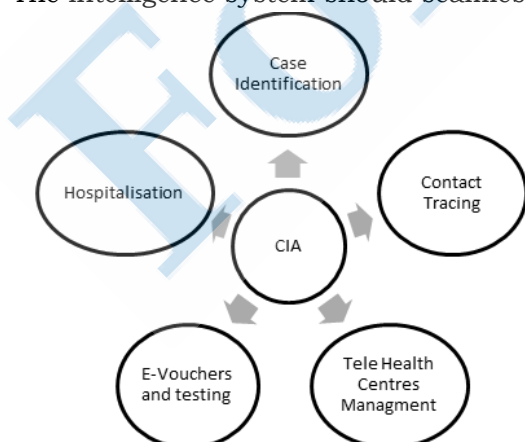 The intelligence system should seamles
Case
Identification
Hospitalisation
Contact
Tracing
CIA
E-Vouchers
and testing
Tele Health
Centres
Managment